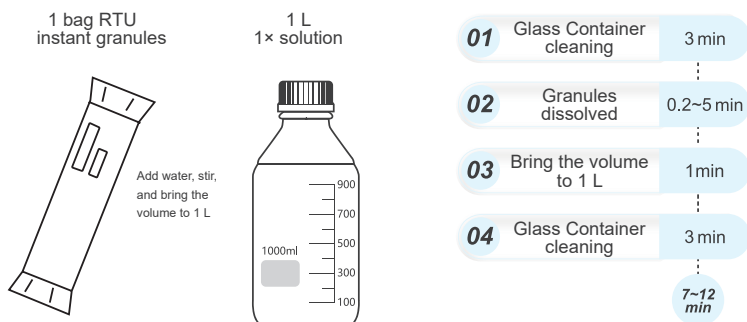 1 bag RTU
instant granules
1 L
1× solution
Add water, stir,
and bring the
volume to 1 L
1000ml
900
700
500
300
100
01 Glass Container
cleaning
3 min
02 Granules
dissolved
0.2~5 min
03 Bring the volume
to 1 L
1min
04 Glass Container
cleaning
3 min
7~12
min